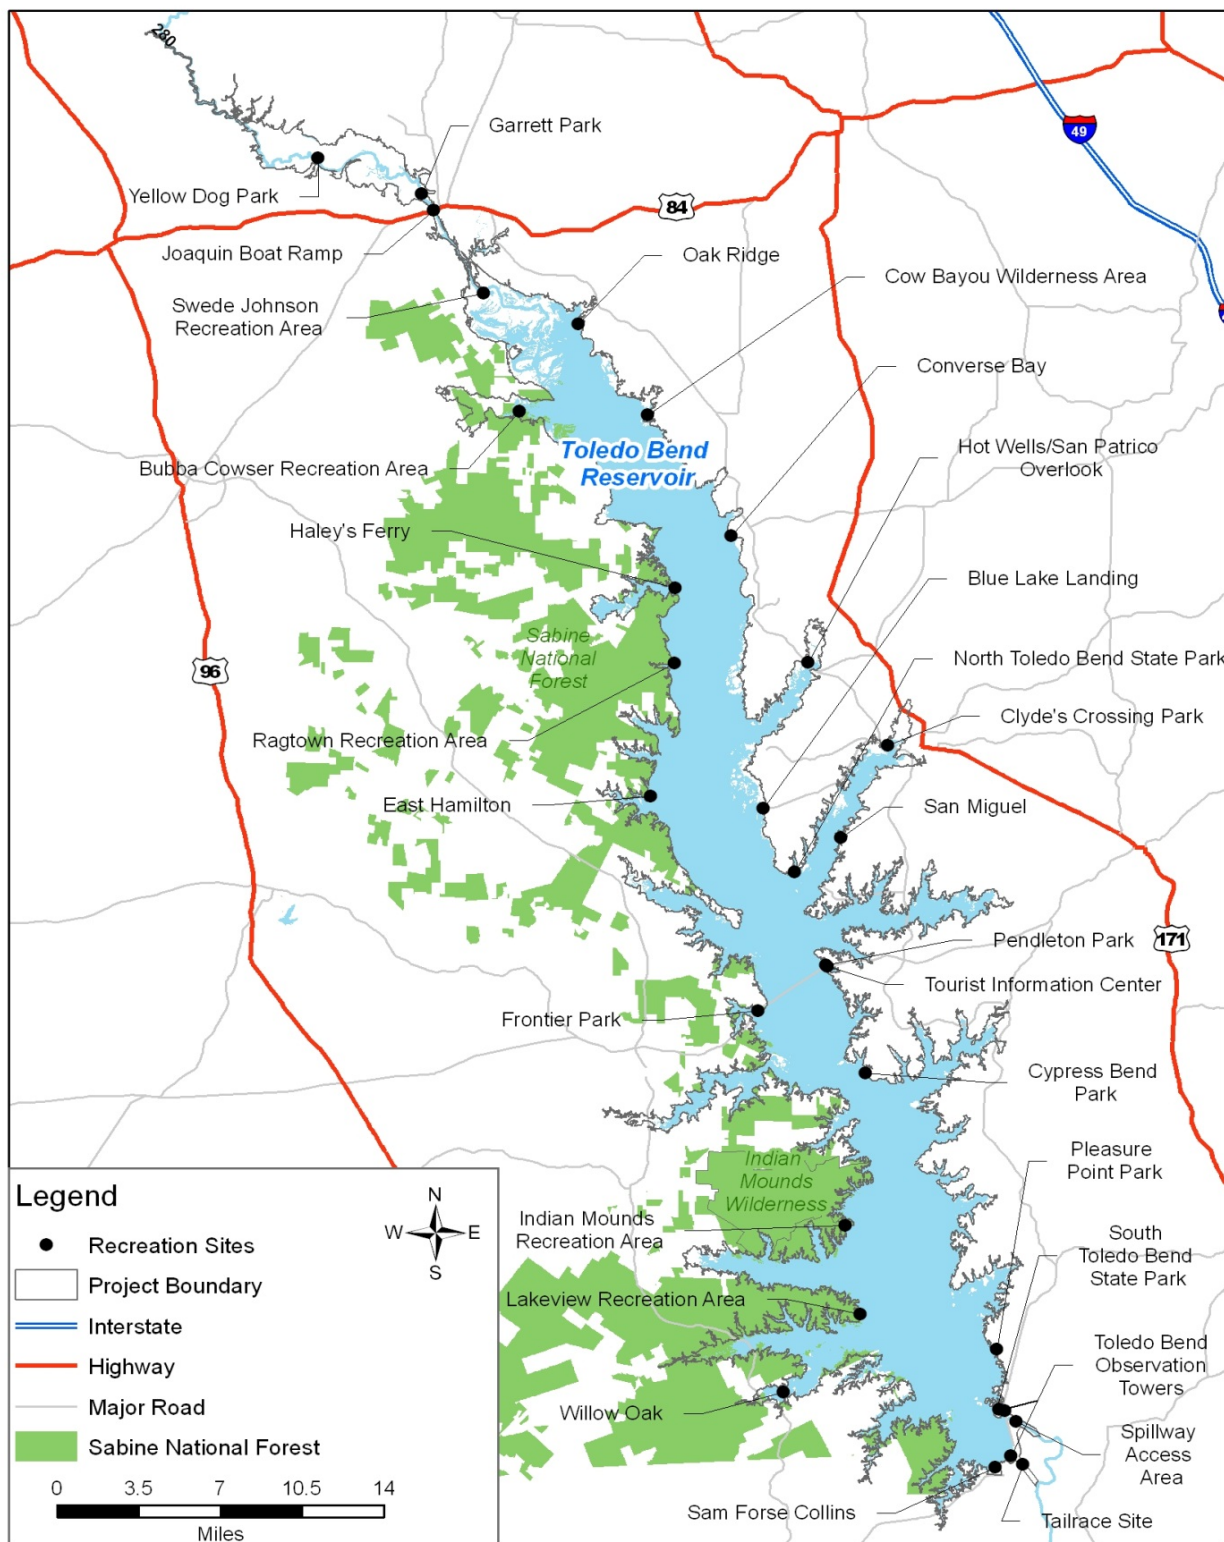 280
Garrett Park
49
Yellow Dog Park
84
Joaquin Boat Ramp
Oak Ridge
Cow Bayou Wilderness Area
Swede Johnson
Recreation Area
Converse Bay
Toledo Bend
Reservoir
Hot Wells/San Patrico
Overlook
Bubba Cowser Recreation Area
Haley's Ferry
Blue Lake Landing
Sabine
National
Forest
North Toledo Bend State Park
96
Clyde's Crossing Park
Ragtown Recreation Area
East Hamilton
San Miguel
Pendleton Park
171
Tourist Information Center
Frontier Park
Cypress Bend
Park
Pleasure
Point Park
Indian
Mounds
Wilderness
Indian Mounds
Recreation Area
South
Toledo Bend
State Park
Lakeview Recreation Area
Toledo Bend
Observation
Towers
Willow Oak
Spillway
Access
Area
Sam Forse Collins
Tailrace Site
Legend
N
W
E
S
Recreation Sites
Project Boundary
Interstate
Highway
Major Road
Sabine National Forest
0 3.5 7 10.5 14
Miles